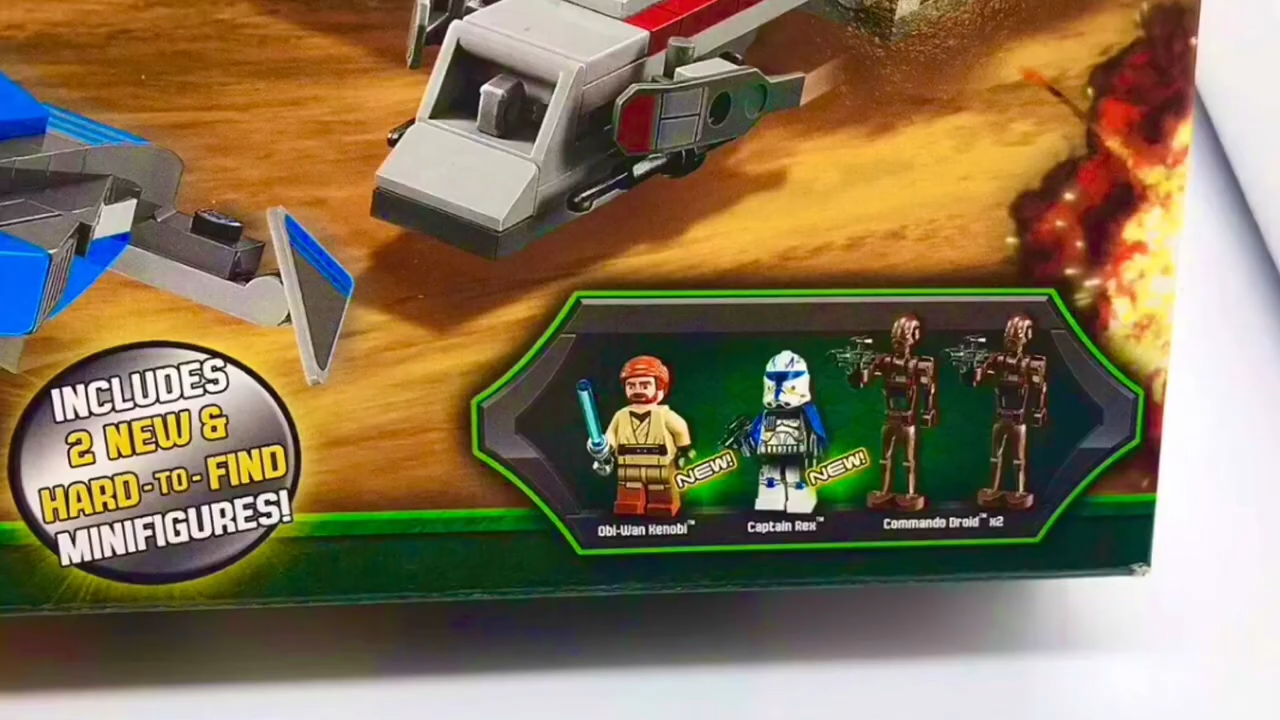 INCLUDES
2 NEW &
HARD-TO-FIND
MINIFIGURES!
NEW!
NEW!
Obi-Wan Kenobi™
Captain Rex™
Commando Droid™ x2